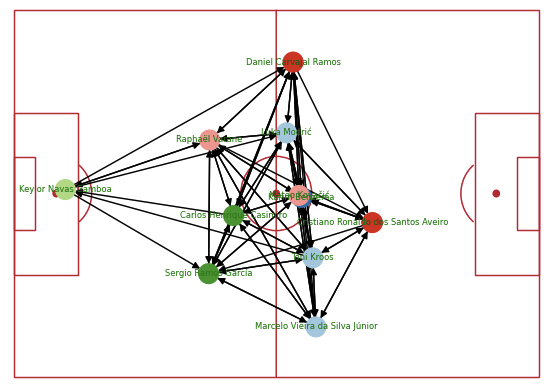 Daniel Carvajal Ramos
Luka Modrić
Raphaël Varane
Keylor Navas Gamboa
Carlos Henrique Casimiro
Cristiano Ronaldo dos Santos Aveiro
Toni Kroos
Sergio Ramos García
Marcelo Vieira da Silva Júnior